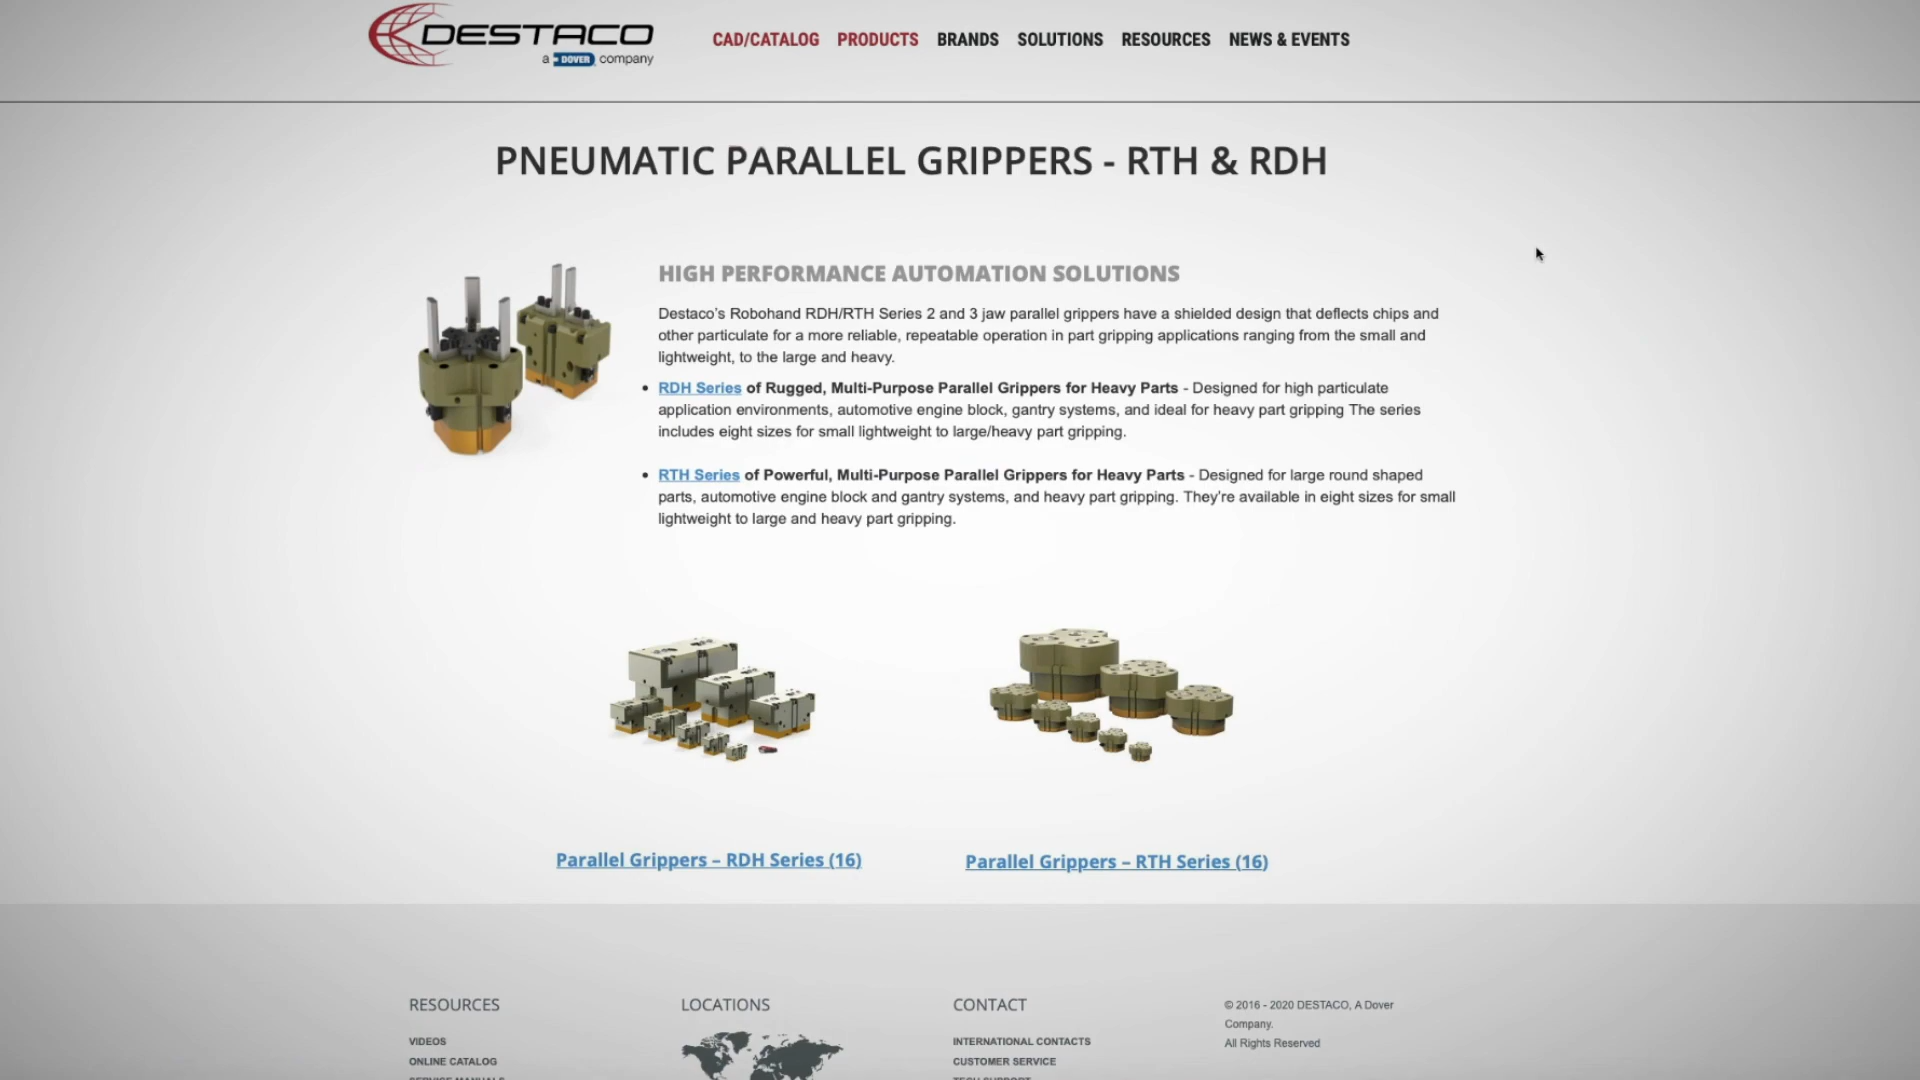 DESTACO
a DOVER company
CAD/CATALOG PRODUCTS BRANDS SOLUTIONS RESOURCES NEWS & EVENTS
PNEUMATIC PARALLEL GRIPPERS - RTH & RDH
HIGH PERFORMANCE AUTOMATION SOLUTIONS
Destaco's Robohand RDH/RTH Series 2 and 3 jaw parallel grippers have a shielded design that deflects chips and
other particulate for a more reliable, repeatable operation in part gripping applications ranging from the small and
lightweight, to the large and heavy.
• RDH Series of Rugged, Multi-Purpose Parallel Grippers for Heavy Parts - Designed for high particulate
application environments, automotive engine block, gantry systems, and ideal for heavy part gripping The series
includes eight sizes for small lightweight to large/heavy part gripping.
• RTH Series of Powerful, Multi-Purpose Parallel Grippers for Heavy Parts - Designed for large round shaped
parts, automotive engine block and gantry systems, and heavy part gripping. They're available in eight sizes for small
lightweight to large and heavy part gripping.
Parallel Grippers – RDH Series (16)
Parallel Grippers – RTH Series (16)
RESOURCES
VIDEOS
ONLINE CATALOG
SERVICE MANUALS
LOCATIONS
CONTACT
INTERNATIONAL CONTACTS
CUSTOMER SERVICE
TECH SUPPORT
© 2016 - 2020 DESTACO, A Dover
Company.
All Rights Reserved